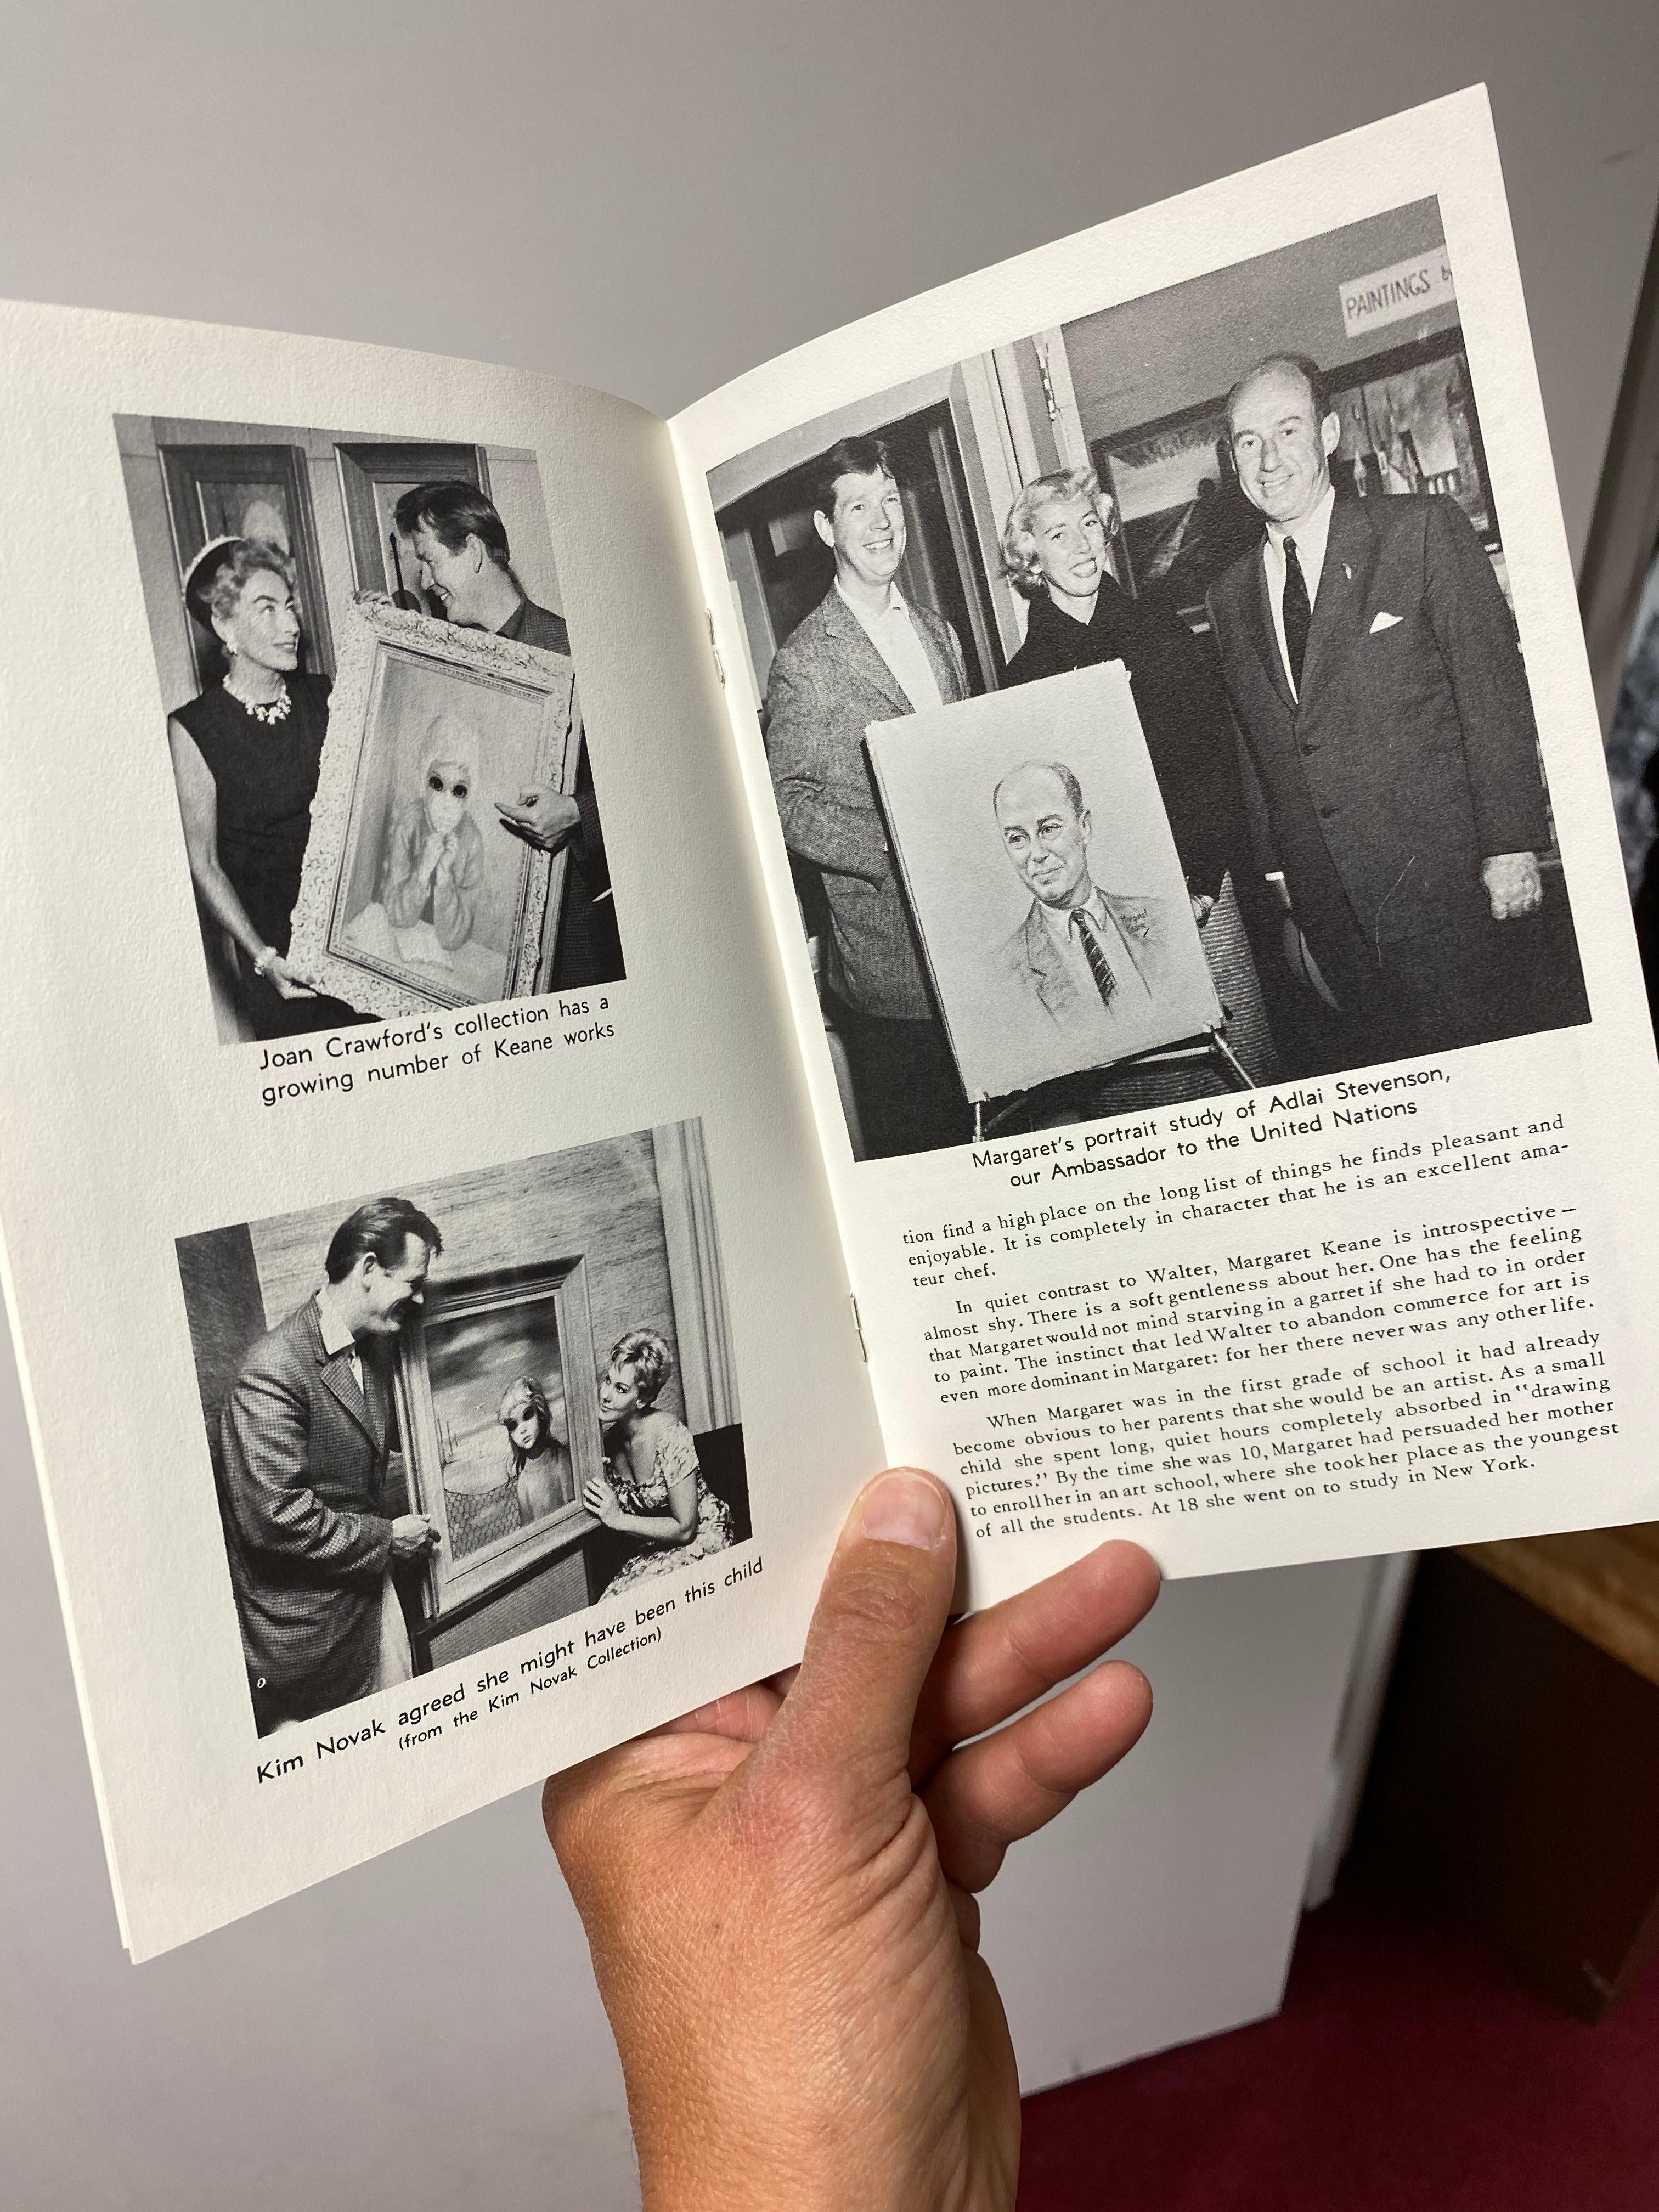 Joan Crawford's collection has a
growing number of Keane works
Kim Novak agreed she might have been this child
(from the Kim Novak Collection)
PAINTINGS
Margaret
Keane
Margaret's portrait study of Adlai Stevenson,
our Ambassador to the United Nations
tion find a high place on the long list of things he finds pleasant and
enjoyable. It is completely in character that he is an excellent ama-
teur chef.
In quiet contrast to Walter, Margaret Keane is introspective —
almost shy. There is a soft gentleness about her. One has the feeling
that Margaret would not mind starving in a garret if she had to in order
to paint. The instinct that led Walter to abandon commerce for art is
even more dominant in Margaret: for her there never was any other life.
When Margaret was in the first grade of school it had already
become obvious to her parents that she would be an artist. As a small
child she spent long, quiet hours completely absorbed in "drawing
pictures." By the time she was 10, Margaret had persuaded her mother
to enroll her in an art school, where she took her place as the youngest
of all the students. At 18 she went on to study in New York.